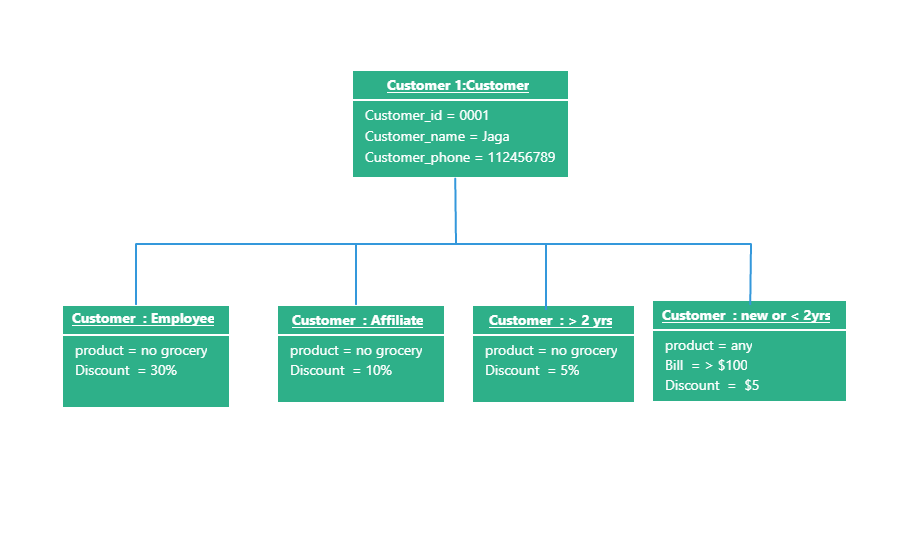 Customer 1:Customer
Customer_id = 0001
Customer_name = Jaga
Customer_phone = 112456789
Customer : Employee
product = no grocery
Discount = 30%
Customer : Affiliate
product = no grocery
Discount = 10%
Customer : > 2 yrs
product = no grocery
Discount = 5%
Customer : new or < 2yrs
product = any
Bill = > $100
Discount = $5